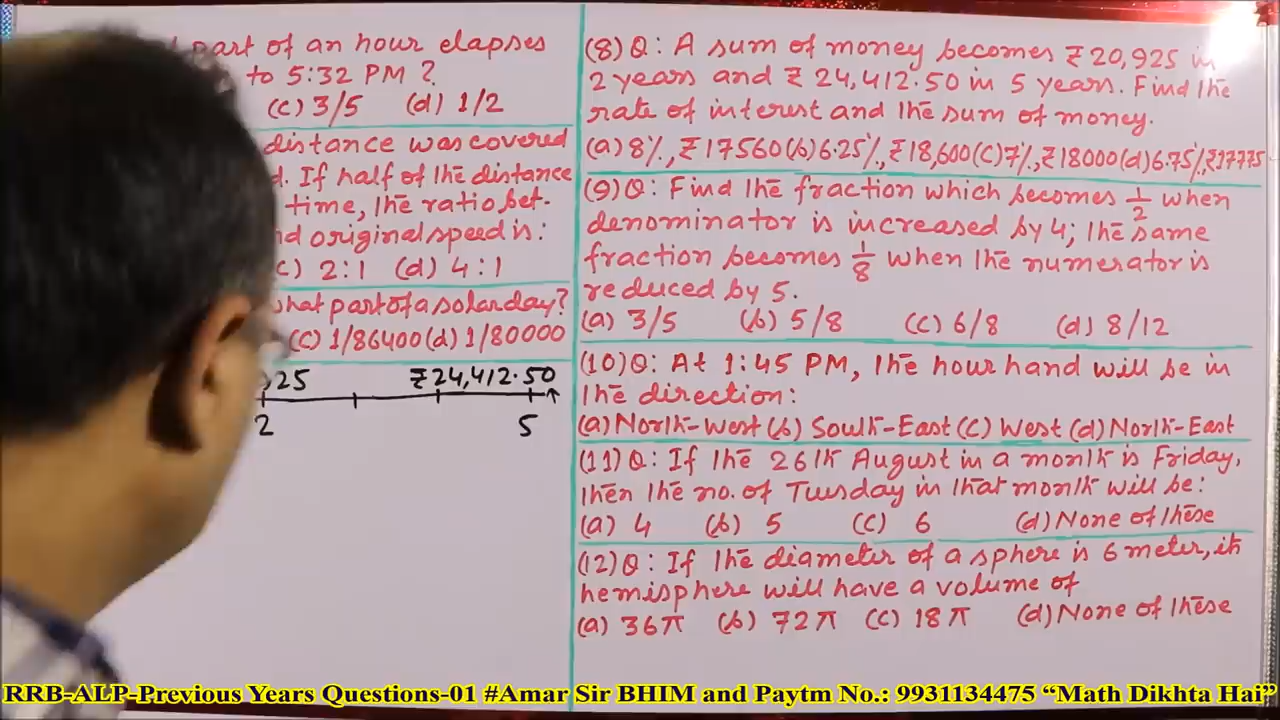 part of an hour elapses
to 5:32 PM ?
(c) 3/5 (d) 1/2
distance was covered
d. If half of the distance
time, the ratio bet-
nd original speed is:
c) 2:1 (d) 4:1
what part of a solar day?
(c) 1/86400 (d) 1/80000
,25 ₹24,412.50
2 5
(8) Q: A sum of money becomes ₹20,925 in
2 years and ₹24,412.50 in 5 years. Find the
rate of interest and the sum of money.
(a) 8%, ₹17560 (b) 6.25%, ₹18,600 (c) 7%, ₹18000 (d) 6.75%, ₹17775
(9) Q: Find the fraction which becomes 1/2 when
denominator is increased by 4; the same
fraction becomes 1/8 when the numerator is
reduced by 5.
(a) 3/5 (b) 5/8 (c) 6/8 (d) 8/12
(10) Q: At 1:45 PM, the hour hand will be in
the direction:
(a) North-West (b) South-East (c) West (d) North-East
(11) Q: If the 26th August in a month is Friday,
then the no. of Tuesday in that month will be:
(a) 4 (b) 5 (c) 6 (d) None of these
(12) Q: If the diameter of a sphere is 6 meter, its
hemisphere will have a volume of
(a) 36π (b) 72π (c) 18π (d) None of these
RRB-ALP-Previous Years Questions-01 #Amar Sir BHIM and Paytm No.: 9931134475 “Math Dikhta Hai”